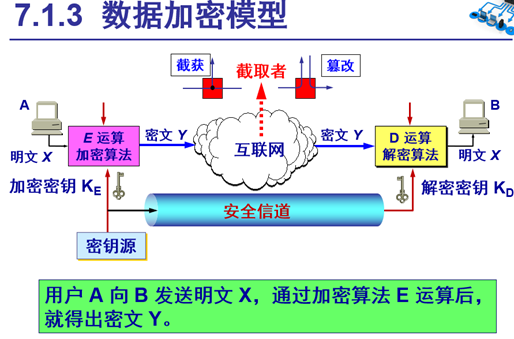 7.1.3 数据加密模型
截获
截取者
篡改
A
B
E 运算
加密算法
密文 Y
互联网
密文 Y
D 运算
解密算法
明文 X
明文 X
加密密钥 KE
解密密钥 KD
安全信道
密钥源
用户 A 向 B 发送明文 X，通过加密算法 E 运算后，
就得出密文 Y。